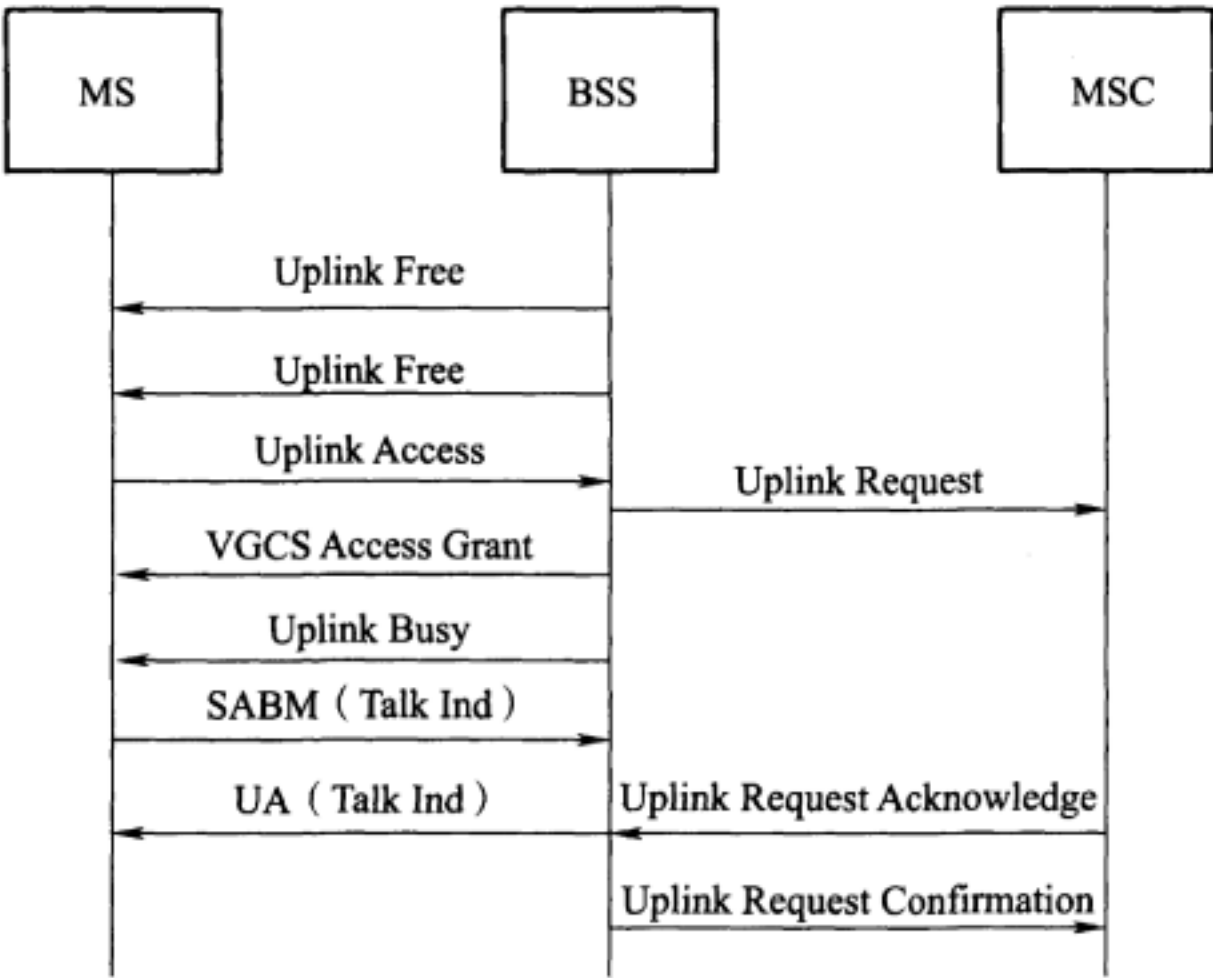 MS
BSS
MSC
Uplink Free
Uplink Free
Uplink Access
Uplink Request
VGCS Access Grant
Uplink Busy
SABM（Talk Ind）
UA（Talk Ind）
Uplink Request Acknowledge
Uplink Request Confirmation